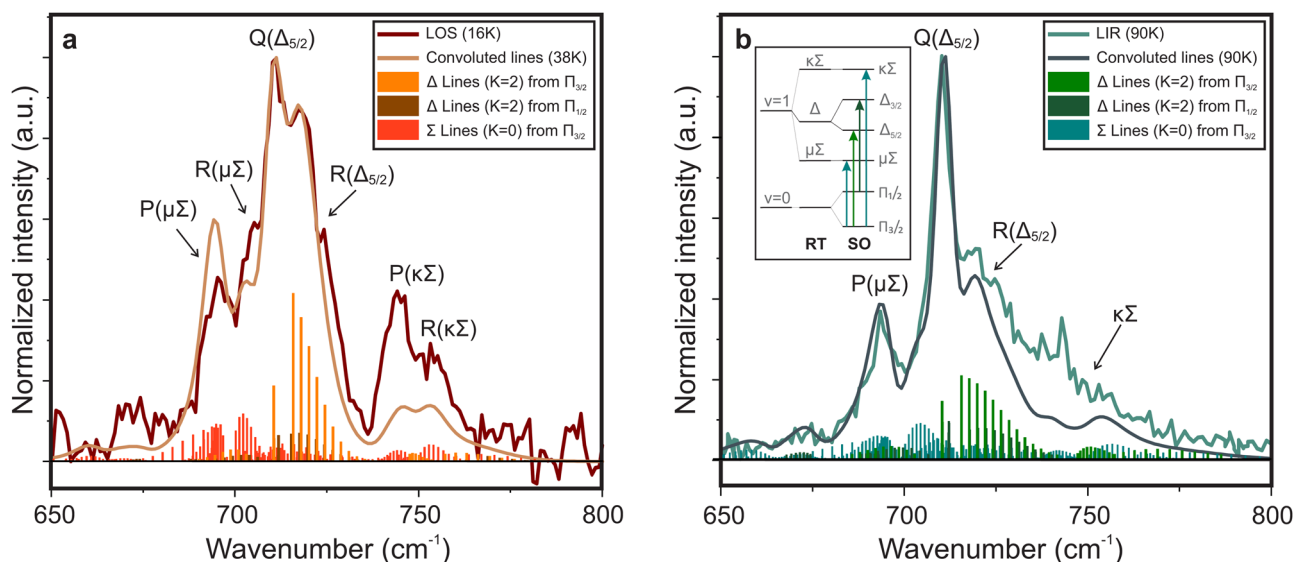 a
Q(Δ5/2)
LOS (16K)
Convoluted lines (38K)
Δ Lines (K=2) from Π3/2
Δ Lines (K=2) from Π1/2
Σ Lines (K=0) from Π3/2
R(μΣ)
R(Δ5/2)
P(μΣ)
P(κΣ)
R(κΣ)
Normalized intensity (a.u.)
650 700 750 800
Wavenumber (cm-1)
b
Q(Δ5/2)
LIR (90K)
Convoluted lines (90K)
Δ Lines (K=2) from Π3/2
Δ Lines (K=2) from Π1/2
Σ Lines (K=0) from Π3/2
κΣ κΣ
v=1 Δ Δ3/2
Δ5/2
μΣ μΣ
v=0 Π1/2
Π3/2
RT SO
R(Δ5/2)
P(μΣ)
κΣ
Normalized intensity (a.u.)
650 700 750 800
Wavenumber (cm-1)